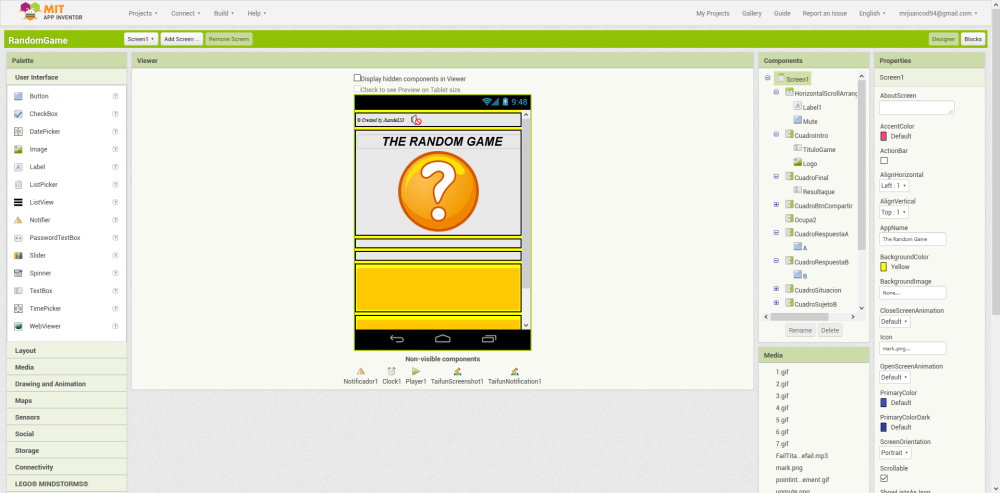 MIT
APP INVENTOR
Projects Connect Build Help My Projects Gallery Guide Report an Issue English mrjuancod94@gmail.com
RandomGame Screen1 Add Screen ... Remove Screen Designer Blocks
Palette
User Interface
Button
CheckBox
DatePicker
Image
Label
ListPicker
ListView
Notifier
PasswordTextBox
Slider
Spinner
TextBox
TimePicker
WebViewer
Layout
Media
Drawing and Animation
Maps
Sensors
Social
Storage
Connectivity
LEGO® MINDSTORMS®
Viewer
Display hidden components in Viewer
Check to see Preview on Tablet size.
9:48
THE RANDOM GAME
Non-visible components
Notificador1 Clock1 Player1 TaifunScreenshot1 TaifunNotification1
Components
Screen1
HorizontalScrollArrang
Label1
Mute
CuadroIntro
TituloGame
Logo
CuadroFinal
Resultaque
CuadroBtnCompartir
Ocupa2
CuadroRespuestaA
A
CuadroRespuestaB
B
CuadroSituacion
CuadroSujetoB
Rename Delete
Media
1.gif
2.gif
3.gif
4.gif
5.gif
6.gif
7.gif
FailTita...efail.mp3
mark.png
pointint...ement.gif
unmute.png
Properties
Screen1
AboutScreen
AccentColor
Default
ActionBar
AlignHorizontal
Left : 1
AlignVertical
Top : 1
AppName
The Random Game
BackgroundColor
Yellow
BackgroundImage
None...
CloseScreenAnimation
Default
Icon
mark.png...
OpenScreenAnimation
Default
PrimaryColor
Default
PrimaryColorDark
Default
ScreenOrientation
Portrait
Scrollable
ShowListsAsJson